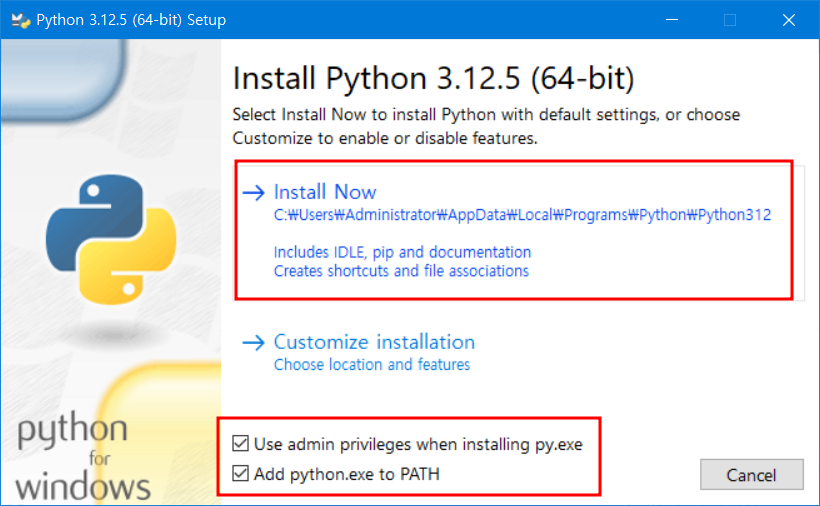 Python 3.12.5 (64-bit) Setup
Install Python 3.12.5 (64-bit)
Select Install Now to install Python with default settings, or choose
Customize to enable or disable features.
Install Now
C:₩Users₩Administrator₩AppData₩Local₩Programs₩Python₩Python312
Includes IDLE, pip and documentation
Creates shortcuts and file associations
Customize installation
Choose location and features
python
for
windows
Use admin privileges when installing py.exe
Add python.exe to PATH
Cancel